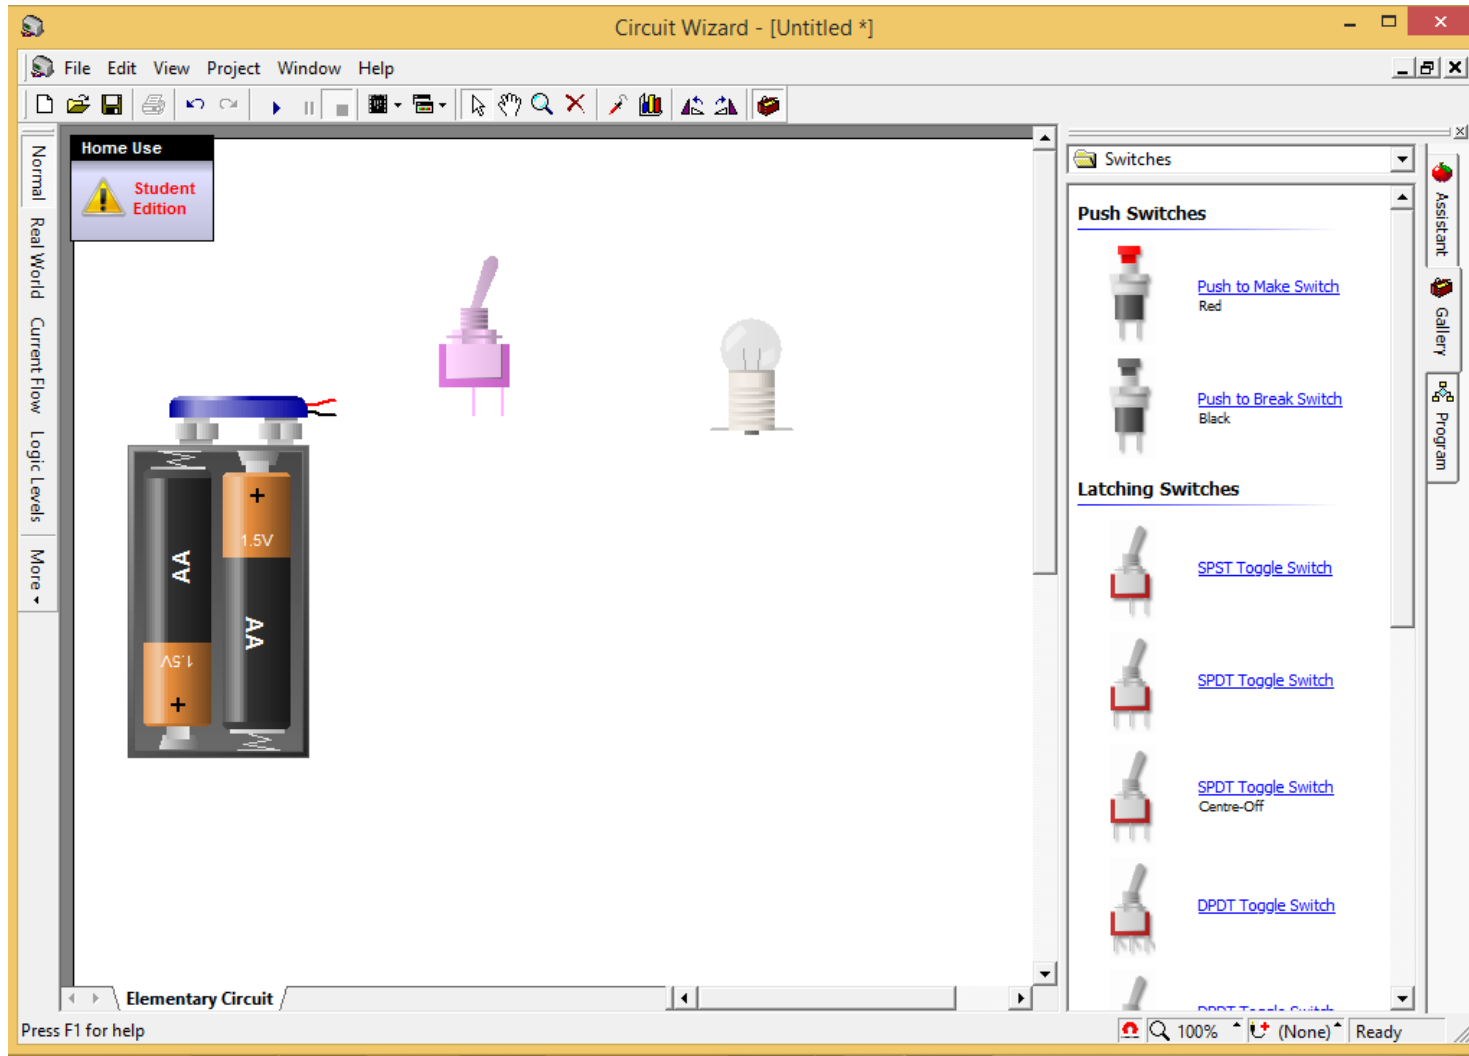 Circuit Wizard - [Untitled *]
File Edit View Project Window Help
Home Use
Student
Edition
Normal
Real World
Current Flow
Logic Levels
More
AA
1.5V
+
+
1.5V
AA
Elementary Circuit
Switches
Push Switches
Push to Make Switch
Red
Push to Break Switch
Black
Latching Switches
SPST Toggle Switch
SPDT Toggle Switch
SPDT Toggle Switch
Centre-Off
DPDT Toggle Switch
DPDT Toggle Switch
Assistant
Gallery
Program
Press F1 for help
100% (None) Ready